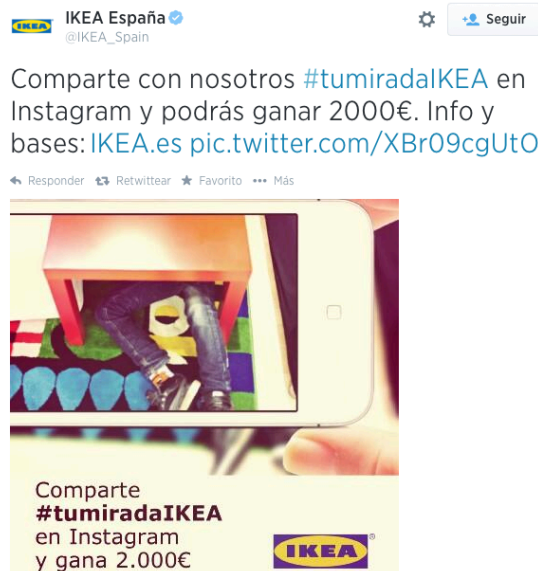 IKEA
IKEA España
@IKEA_Spain
Seguir
Comparte con nosotros #tumiradaIKEA en
Instagram y podrás ganar 2000€. Info y
bases: IKEA.es pic.twitter.com/XBr09cgUtO
Responder Retwittear Favorito ••• Más
Comparte
#tumiradaIKEA
en Instagram
y gana 2.000€
IKEA®